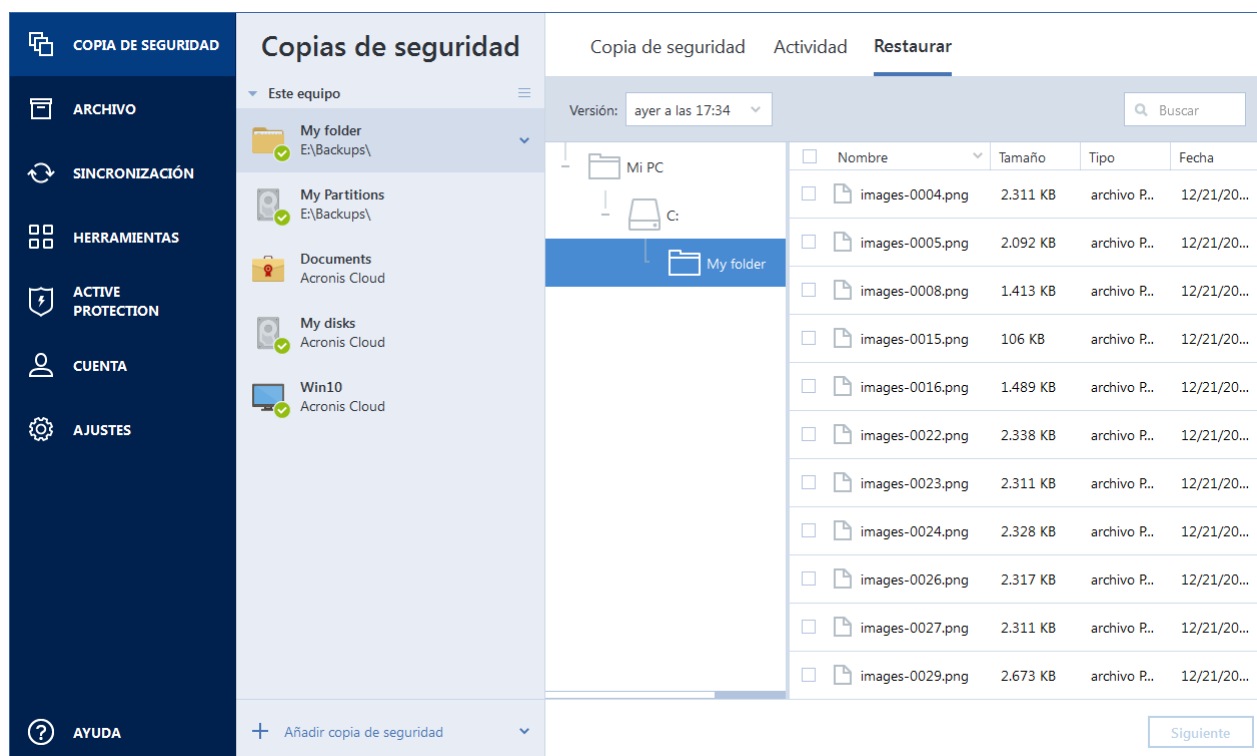 COPIA DE SEGURIDAD
ARCHIVO
SINCRONIZACIÓN
HERRAMIENTAS
ACTIVE
PROTECTION
CUENTA
AJUSTES
AYUDA
Copias de seguridad
Este equipo
My folder
E:\Backups\
My Partitions
E:\Backups\
Documents
Acronis Cloud
My disks
Acronis Cloud
Win10
Acronis Cloud
Añadir copia de seguridad
Copia de seguridad Actividad Restaurar
Versión: ayer a las 17:34 Buscar
Mi PC
C:
My folder
Nombre Tamaño Tipo Fecha
images-0004.png 2.311 KB archivo P... 12/21/20...
images-0005.png 2.092 KB archivo P... 12/21/20...
images-0008.png 1.413 KB archivo P... 12/21/20...
images-0015.png 106 KB archivo P... 12/21/20...
images-0016.png 1.489 KB archivo P... 12/21/20...
images-0022.png 2.338 KB archivo P... 12/21/20...
images-0023.png 2.311 KB archivo P... 12/21/20...
images-0024.png 2.328 KB archivo P... 12/21/20...
images-0026.png 2.317 KB archivo P... 12/21/20...
images-0027.png 2.311 KB archivo P... 12/21/20...
images-0029.png 2.673 KB archivo P... 12/21/20...
Siguiente